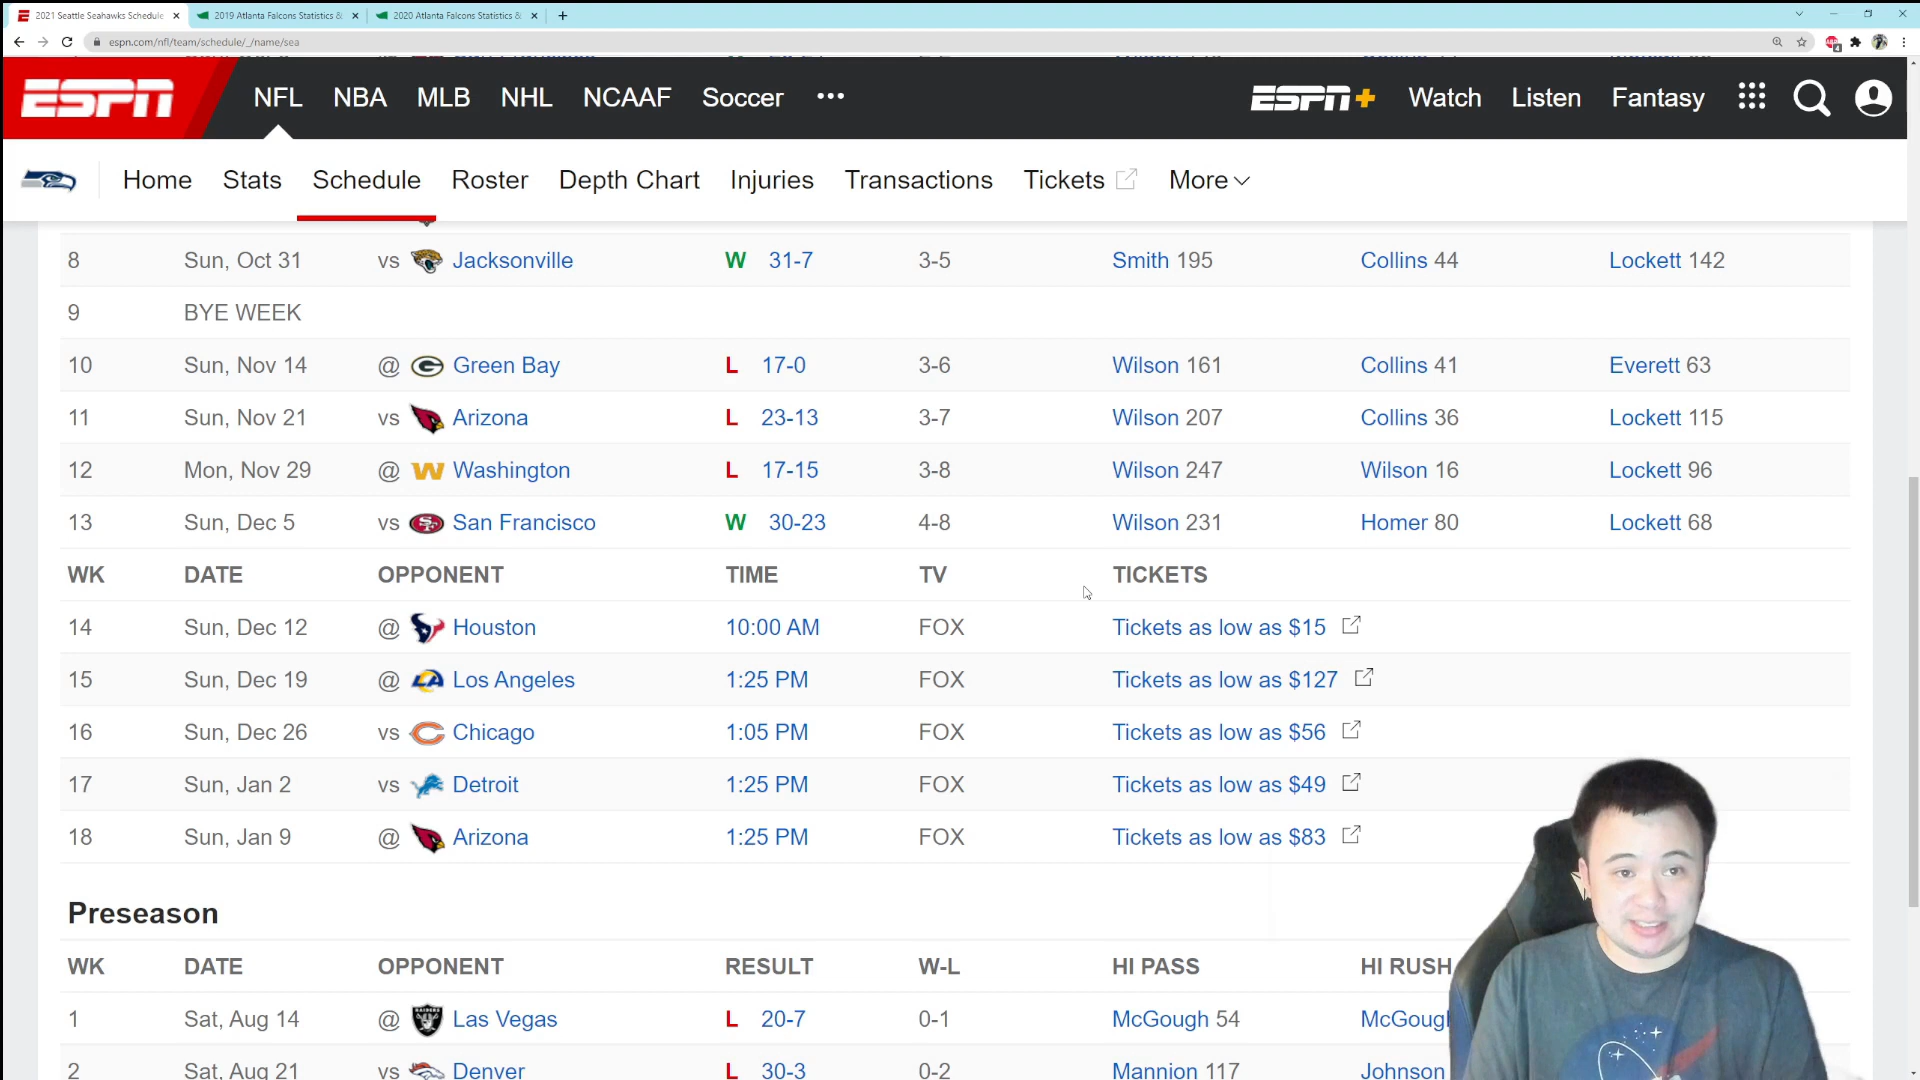 2021 Seattle Seahawks Schedule
2019 Atlanta Falcons Statistics &
2020 Atlanta Falcons Statistics &
espn.com/nfl/team/schedule/_/name/sea
ESPN NFL NBA MLB NHL NCAAF Soccer ESPN+ Watch Listen Fantasy
Home Stats Schedule Roster Depth Chart Injuries Transactions Tickets More
8 Sun, Oct 31 vs Jacksonville W 31-7 3-5 Smith 195 Collins 44 Lockett 142
9 BYE WEEK
10 Sun, Nov 14 @ Green Bay L 17-0 3-6 Wilson 161 Collins 41 Everett 63
11 Sun, Nov 21 vs Arizona L 23-13 3-7 Wilson 207 Collins 36 Lockett 115
12 Mon, Nov 29 @ Washington L 17-15 3-8 Wilson 247 Wilson 16 Lockett 96
13 Sun, Dec 5 vs San Francisco W 30-23 4-8 Wilson 231 Homer 80 Lockett 68
WK DATE OPPONENT TIME TV TICKETS
14 Sun, Dec 12 @ Houston 10:00 AM FOX Tickets as low as $15
15 Sun, Dec 19 @ Los Angeles 1:25 PM FOX Tickets as low as $127
16 Sun, Dec 26 vs Chicago 1:05 PM FOX Tickets as low as $56
17 Sun, Jan 2 vs Detroit 1:25 PM FOX Tickets as low as $49
18 Sun, Jan 9 @ Arizona 1:25 PM FOX Tickets as low as $83
Preseason
WK DATE OPPONENT RESULT W-L HI PASS HI RUSH
1 Sat, Aug 14 @ Las Vegas L 20-7 0-1 McGough 54 McGough
2 Sat, Aug 21 vs Denver L 30-3 0-2 Mannion 117 Johnson